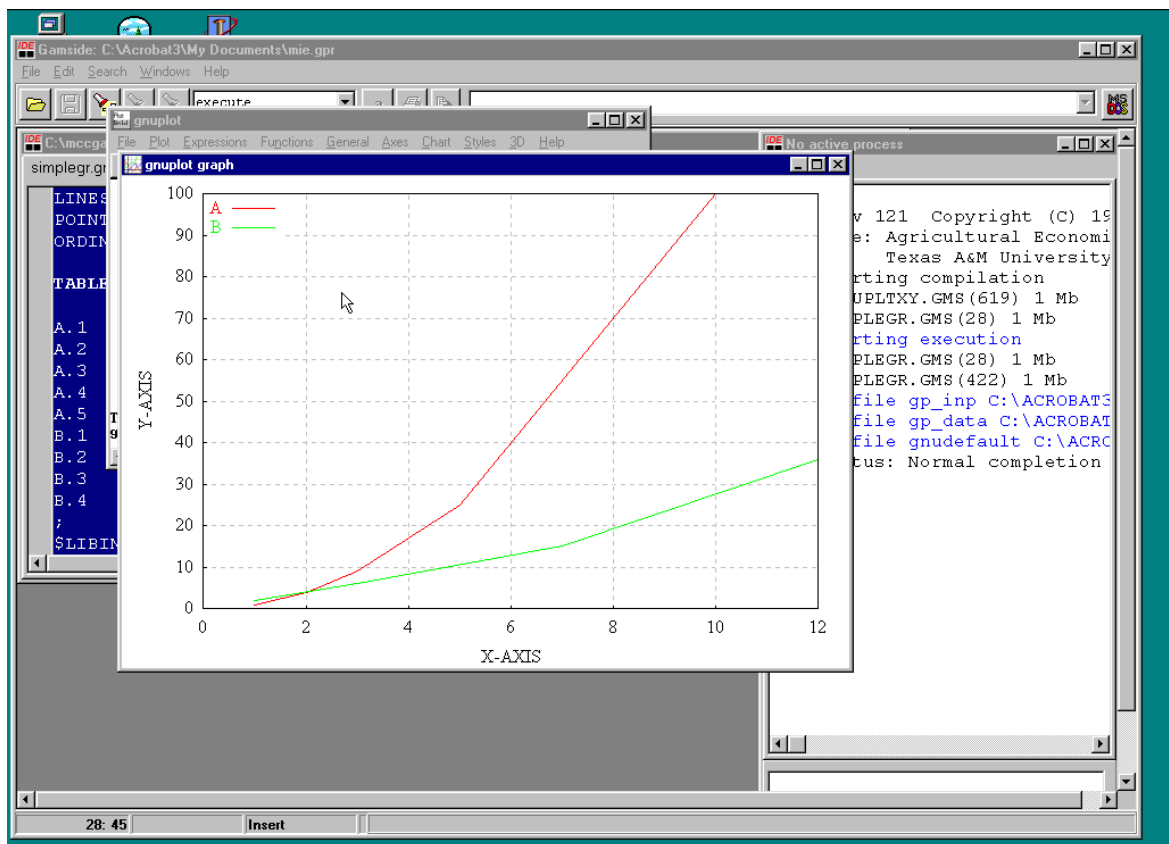 Gamside: C:\Acrobat3\My Documents\mie.gpr
File Edit Search Windows Help
execute
a
MS
DOS
gnuplot
File Plot Expressions Functions General Axes Chart Styles 3D Help
IDE C:\mccga
simplegr.gr
LINES
POINT
ORDIN
TABLE
A.1
A.2
A.3
A.4
A.5
B.1
B.2
B.3
B.4
;
$LIBIN
gnuplot graph
A
B
100
90
80
70
60
50
40
30
20
10
0
Y-AXIS
0 2 4 6 8 10 12
X-AXIS
IDE No active process
v 121 Copyright (C) 19
e: Agricultural Economi
Texas A&M University
rting compilation
UPLTXY.GMS(619) 1 Mb
PLEGR.GMS(28) 1 Mb
rting execution
PLEGR.GMS(28) 1 Mb
PLEGR.GMS(422) 1 Mb
file gp_inp C:\ACROBAT3
file gp_data C:\ACROBAT
file gnudefault C:\ACRO
tus: Normal completion
28: 45 Insert